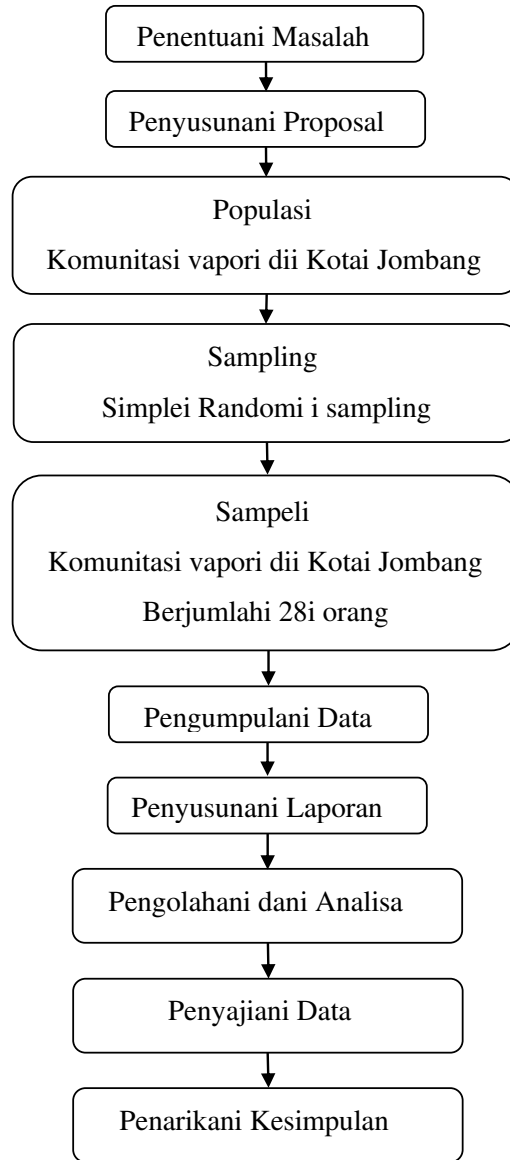 Penentuani Masalah
Penyusunani Proposal
Populasi
Komunitasi vapori dii Kotai Jombang
Sampling
Simplei Randomi i sampling
Sampeli
Komunitasi vapori dii Kotai Jombang
Berjumlahi 28i orang
Pengumpulani Data
Penyusunani Laporan
Pengolahani dani Analisa
Penyajiani Data
Penarikani Kesimpulan